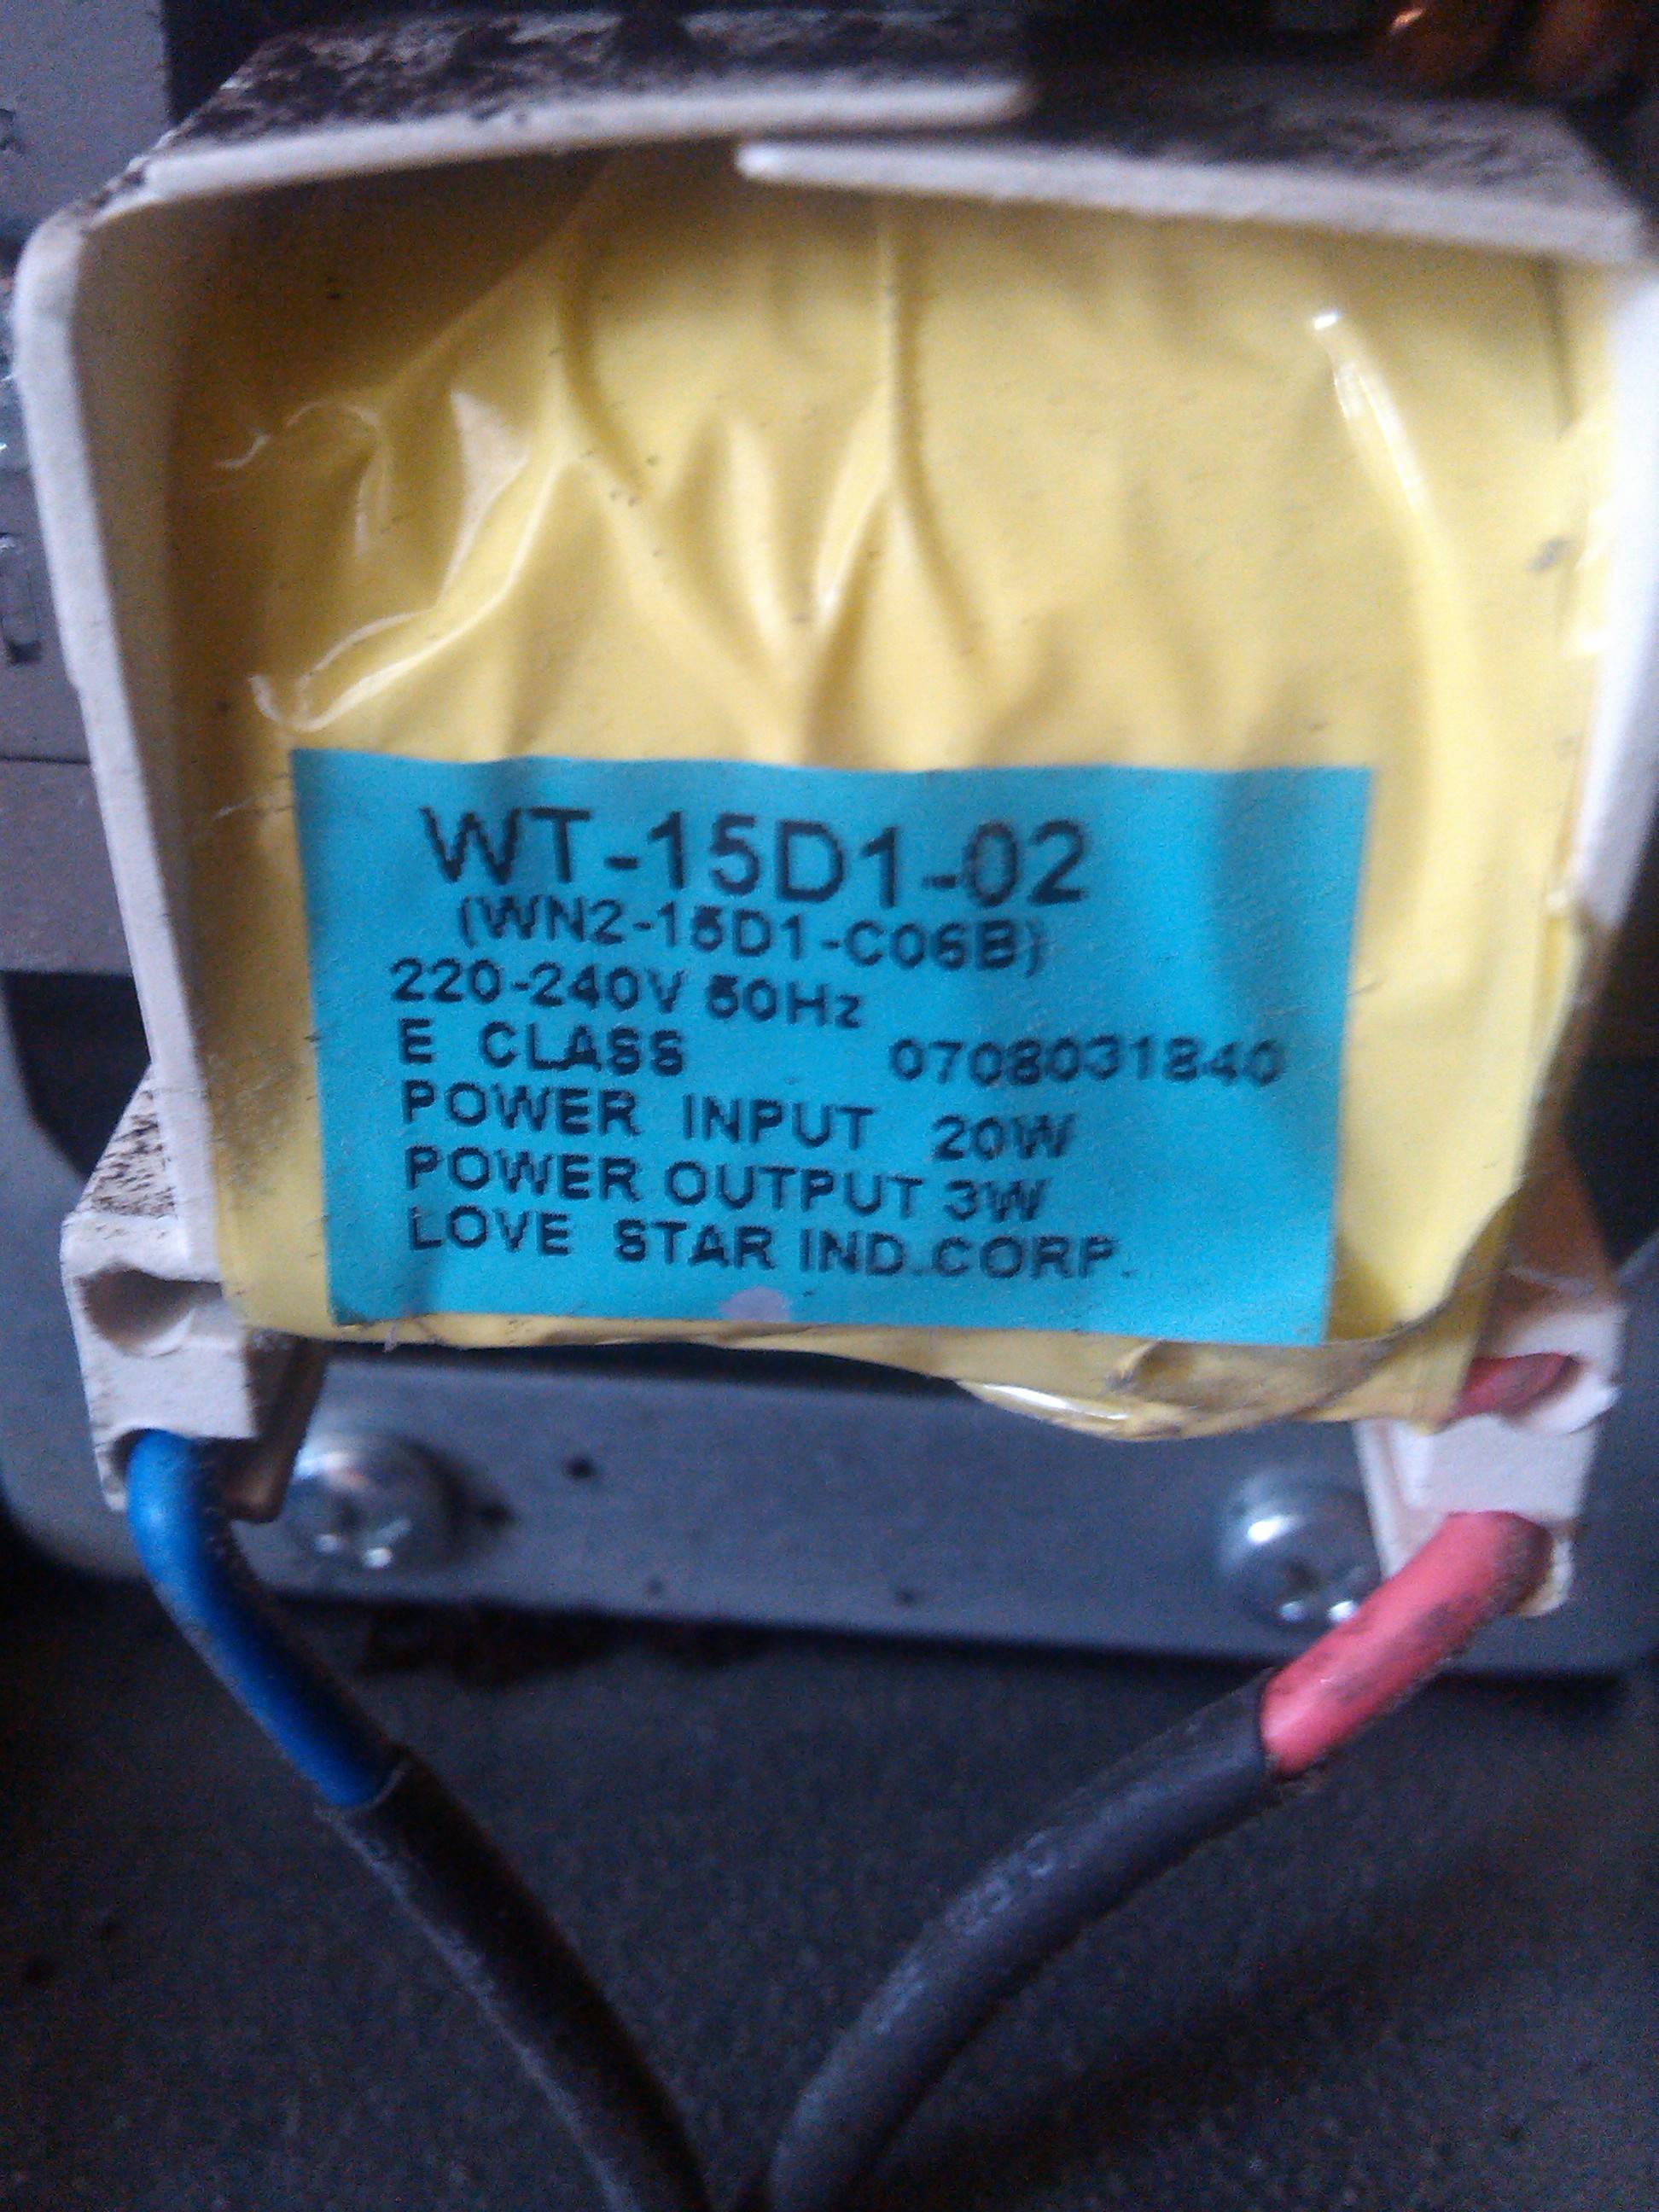 WT-15D1-02
(WN2-15D1-C06B)
220-240V 50Hz
E CLASS 0708031840
POWER INPUT 20W
POWER OUTPUT 3W
LOVE STAR IND.CORP.